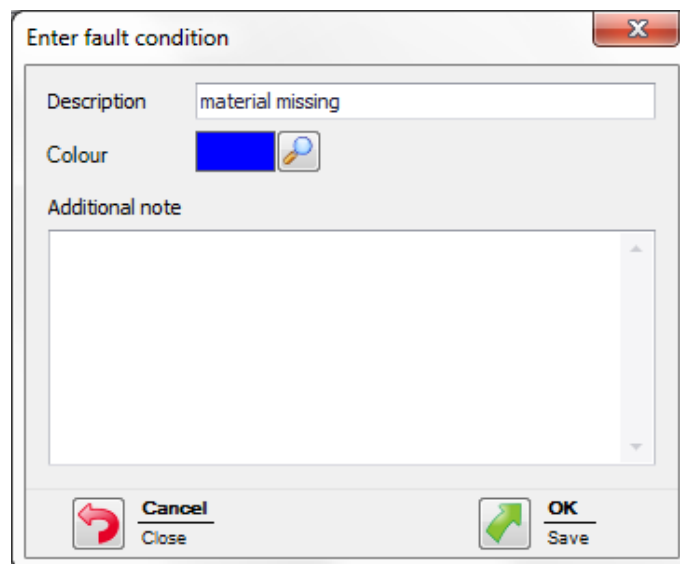 Enter fault condition
Description material missing
Colour
Additional note
Cancel OK
Close Save